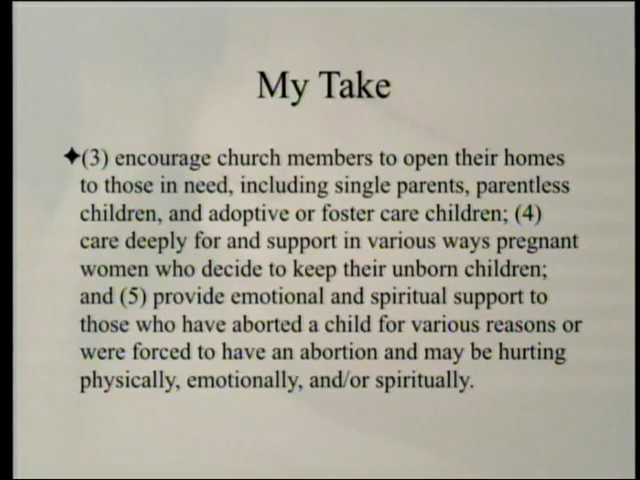 My Take
✦(3) encourage church members to open their homes
to those in need, including single parents, parentless
children, and adoptive or foster care children; (4)
care deeply for and support in various ways pregnant
women who decide to keep their unborn children;
and (5) provide emotional and spiritual support to
those who have aborted a child for various reasons or
were forced to have an abortion and may be hurting
physically, emotionally, and/or spiritually.